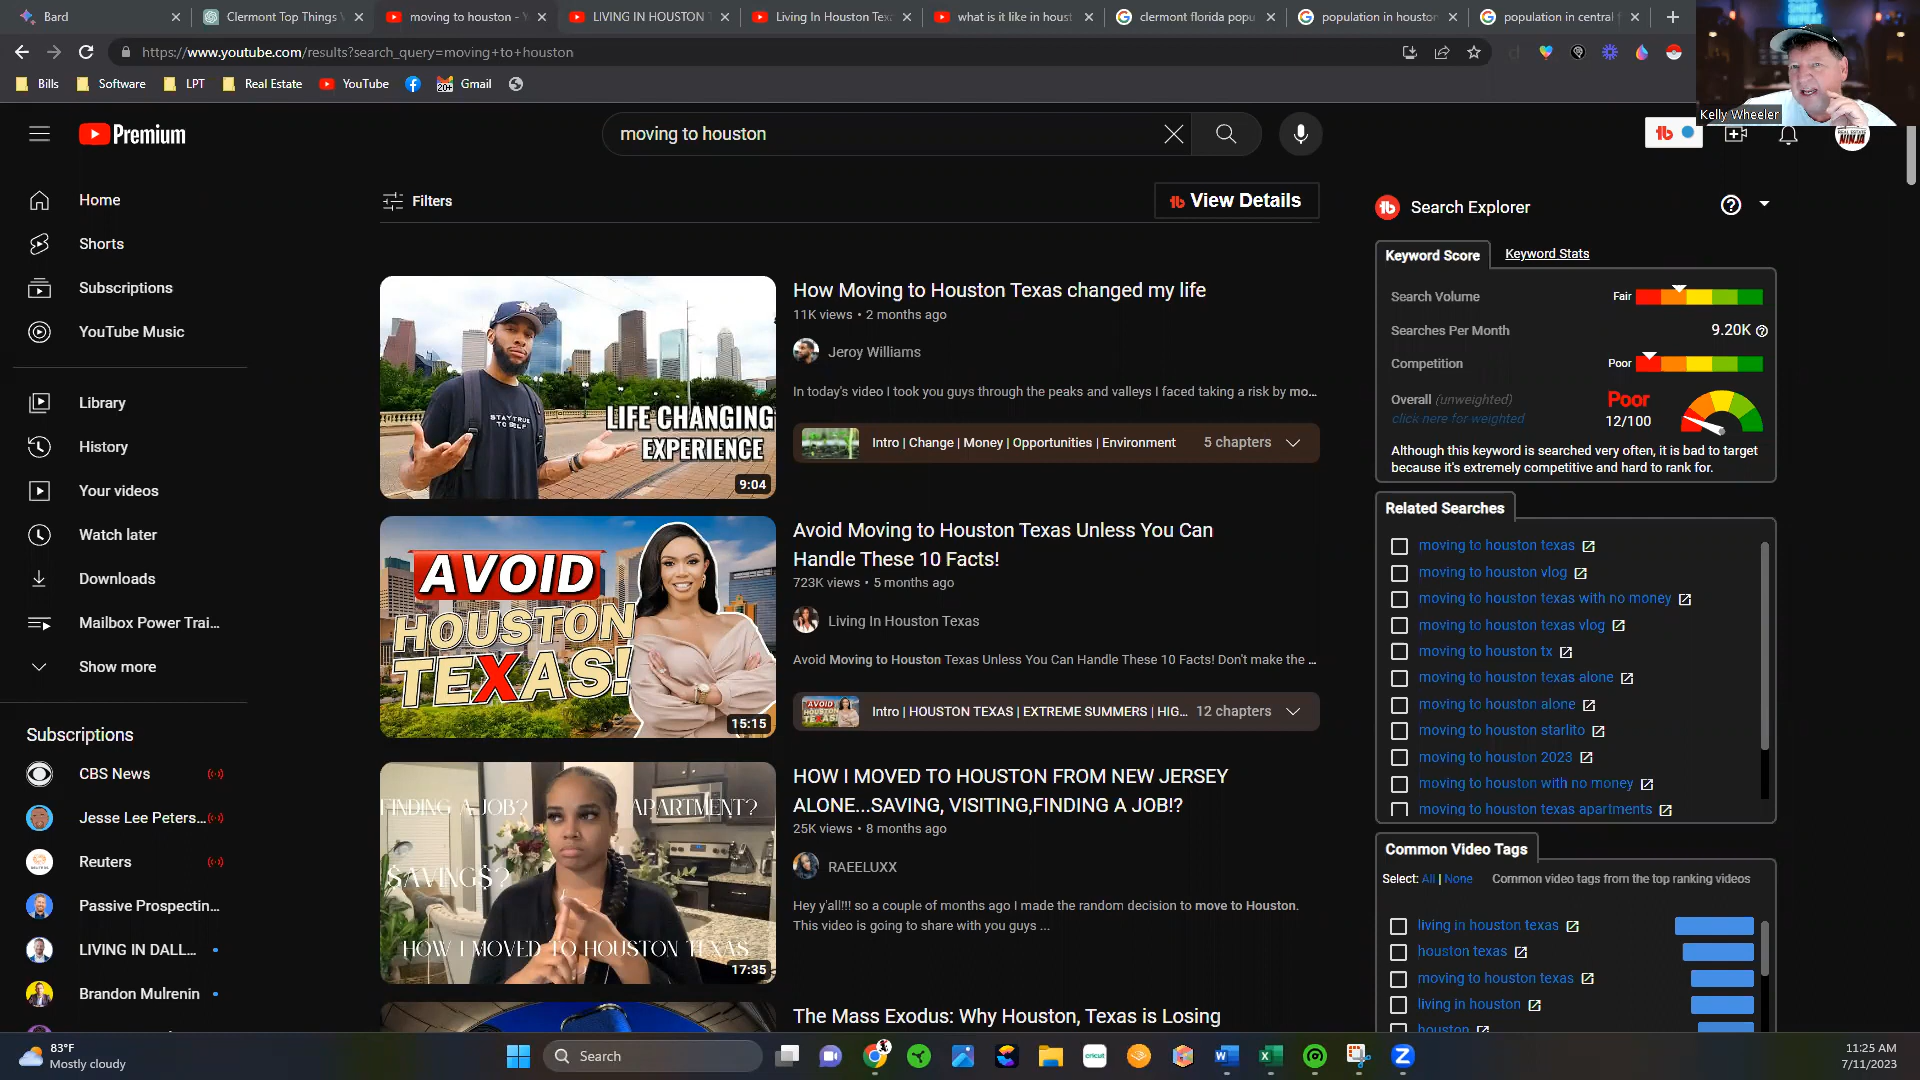 Bard
Clermont Top Things
moving to houston - Y
LIVING IN HOUSTON T
Living In Houston Tex
what is it like in houst
clermont florida popu
population in houston
population in central f
https://www.youtube.com/results?search_query=moving+to+houston
Kelly Wheeler
Bills
Software
LPT
Real Estate
YouTube
20+
Gmail
Premium
moving to houston
tb
NINJA
Home
Shorts
Subscriptions
YouTube Music
Library
History
Your videos
Watch later
Downloads
Mailbox Power Trai...
Show more
Subscriptions
CBS News
Jesse Lee Peters...
Reuters
Passive Prospectin...
LIVING IN DALL...
Brandon Mulrenin
Filters
tb View Details
STAY TRUE
TO SELF
LIFE CHANGING
EXPERIENCE
9:04
How Moving to Houston Texas changed my life
11K views • 2 months ago
Jeroy Williams
In today's video I took you guys through the peaks and valleys I faced taking a risk by mo...
Intro | Change | Money | Opportunities | Environment
5 chapters
AVOID
HOUSTON
TEXAS!
15:15
Avoid Moving to Houston Texas Unless You Can
Handle These 10 Facts!
723K views • 5 months ago
Living In Houston Texas
Avoid Moving to Houston Texas Unless You Can Handle These 10 Facts! Don't make the ...
AVOID
HOUSTON
TEXAS!
Intro | HOUSTON TEXAS | EXTREME SUMMERS | HIG...
12 chapters
FINDING A JOB?
APARTMENT?
$AVING$?
HOW I MOVED TO HOUSTON TEXAS
17:35
HOW I MOVED TO HOUSTON FROM NEW JERSEY
ALONE...SAVING, VISITING,FINDING A JOB!?
25K views • 8 months ago
RAEELUXX
Hey y'all!!! so a couple of months ago I made the random decision to move to Houston.
This video is going to share with you guys ...
The Mass Exodus: Why Houston, Texas is Losing
tb
Search Explorer
Keyword Score
Keyword Stats
Search Volume
Fair
Searches Per Month
9.20K
Competition
Poor
Overall (unweighted)
click here for weighted
Poor
12/100
Although this keyword is searched very often, it is bad to target
because it's extremely competitive and hard to rank for.
Related Searches
moving to houston texas
moving to houston vlog
moving to houston texas with no money
moving to houston texas vlog
moving to houston tx
moving to houston texas alone
moving to houston alone
moving to houston starlito
moving to houston 2023
moving to houston with no money
moving to houston texas apartments
Common Video Tags
Select: All | None
Common video tags from the top ranking videos
living in houston texas
houston texas
moving to houston texas
living in houston
houston
83°F
Mostly cloudy
Search
cricut
11:25 AM
7/11/2023